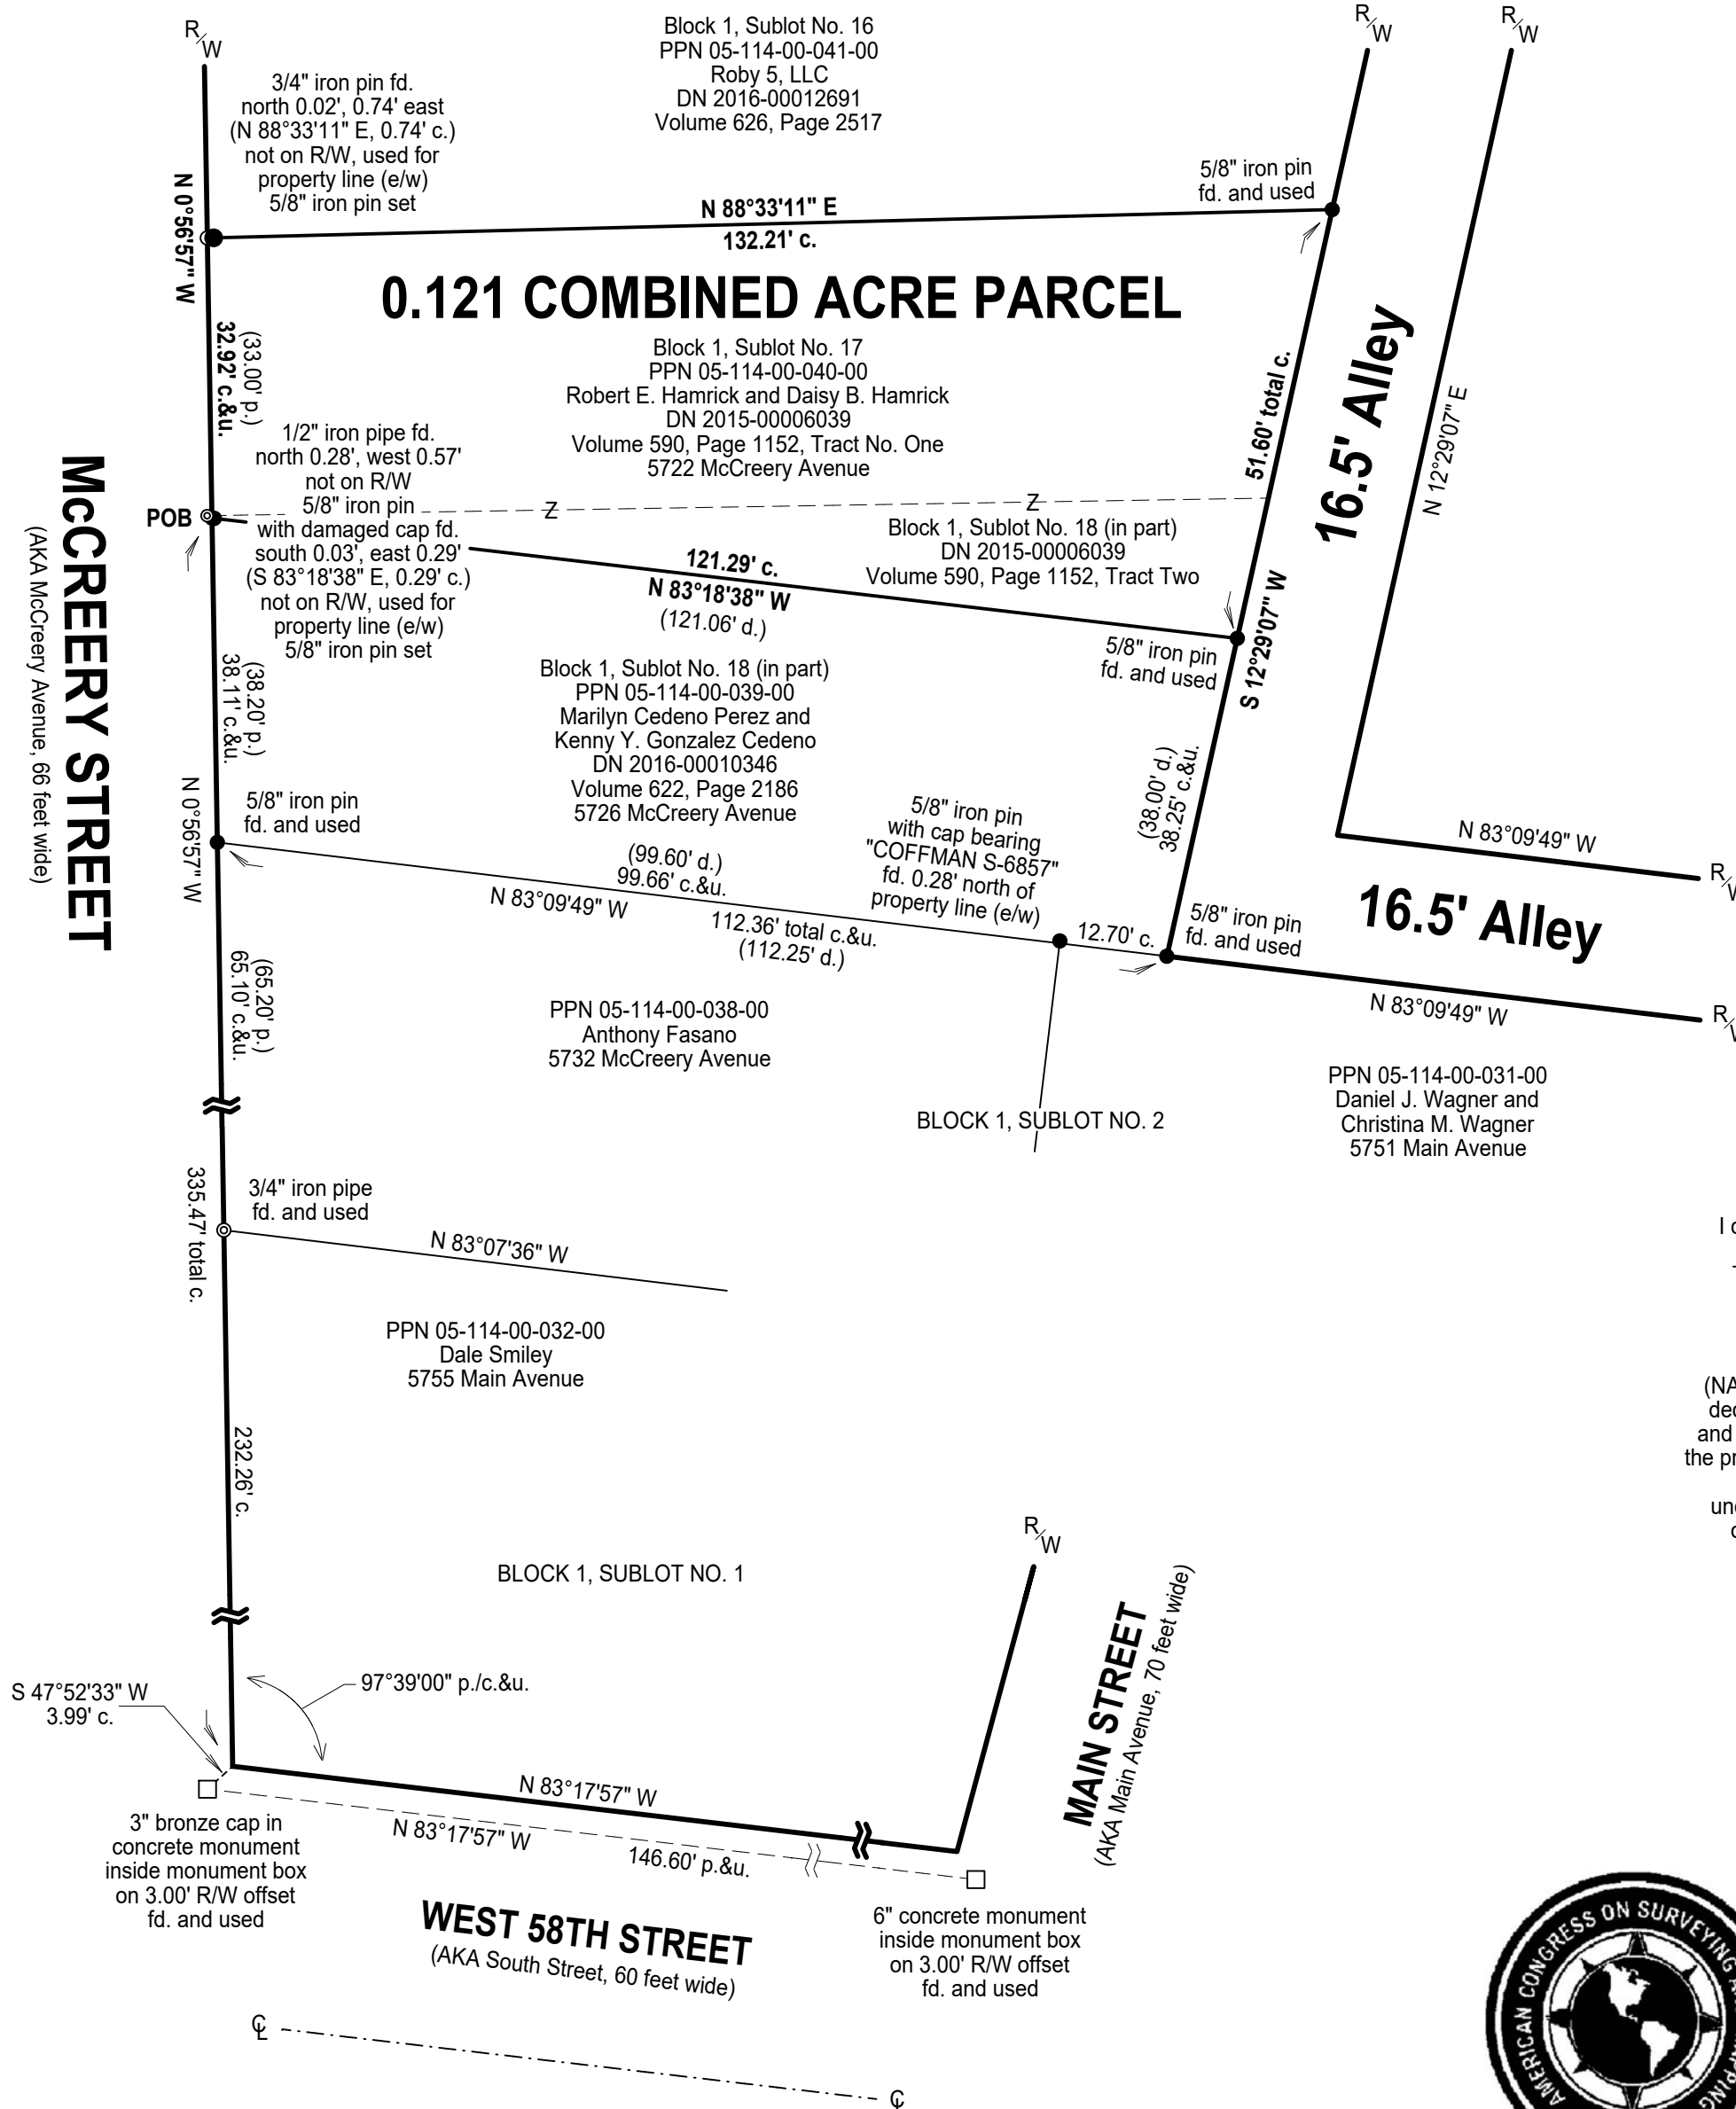 R/W
3/4" iron pin fd.
north 0.02', 0.74' east
(N 88°33'11" E, 0.74' c.)
not on R/W, used for
property line (e/w)
5/8" iron pin set
Block 1, Sublot No. 16
PPN 05-114-00-041-00
Roby 5, LLC
DN 2016-00012691
Volume 626, Page 2517
R/W
R/W
5/8" iron pin
fd. and used
N 0°56'57" W
N 88°33'11" E
132.21' c.
0.121 COMBINED ACRE PARCEL
(33.00' p.)
32.92' c.&u.
Block 1, Sublot No. 17
PPN 05-114-00-040-00
Robert E. Hamrick and Daisy B. Hamrick
DN 2015-00006039
Volume 590, Page 1152, Tract No. One
5722 McCreery Avenue
51.60' total c.
16.5' Alley
N 12°29'07" E
1/2" iron pipe fd.
north 0.28', west 0.57'
not on R/W
5/8" iron pin
with damaged cap fd.
south 0.03', east 0.29'
(S 83°18'38" E, 0.29' c.)
not on R/W, used for
property line (e/w)
5/8" iron pin set
POB
Z
Z
Block 1, Sublot No. 18 (in part)
DN 2015-00006039
Volume 590, Page 1152, Tract Two
121.29' c.
N 83°18'38" W
(121.06' d.)
5/8" iron pin
fd. and used
S 12°29'07" W
McCREERY STREET
(AKA McCreery Avenue, 66 feet wide)
(38.20' p.)
38.11' c.&u.
Block 1, Sublot No. 18 (in part)
PPN 05-114-00-039-00
Marilyn Cedeno Perez and
Kenny Y. Gonzalez Cedeno
DN 2016-00010346
Volume 622, Page 2186
5726 McCreery Avenue
(38.00' d.)
38.25' c.&u.
N 0°56'57" W
5/8" iron pin
fd. and used
5/8" iron pin
with cap bearing
"COFFMAN S-6857"
fd. 0.28' north of
property line (e/w)
N 83°09'49" W
R/W
(99.60' d.)
99.66' c.&u.
N 83°09'49" W
112.36' total c.&u.
(112.25' d.)
12.70' c.
5/8" iron pin
fd. and used
16.5' Alley
N 83°09'49" W
R/W
(65.20' p.)
65.10' c.&u.
PPN 05-114-00-038-00
Anthony Fasano
5732 McCreery Avenue
BLOCK 1, SUBLOT NO. 2
PPN 05-114-00-031-00
Daniel J. Wagner and
Christina M. Wagner
5751 Main Avenue
335.47' total c.
3/4" iron pipe
fd. and used
N 83°07'36" W
PPN 05-114-00-032-00
Dale Smiley
5755 Main Avenue
I
(NA
and
the
232.26' c.
BLOCK 1, SUBLOT NO. 1
R/W
MAIN STREET
(AKA Main Avenue, 70 feet wide)
97°39'00" p./c.&u.
S 47°52'33" W
3.99' c.
N 83°17'57" W
N 83°17'57" W
146.60' p.&u.
3" bronze cap in
concrete monument
inside monument box
on 3.00' R/W offset
fd. and used
6" concrete monument
inside monument box
on 3.00' R/W offset
fd. and used
WEST 58TH STREET
(AKA South Street, 60 feet wide)
CL
CL
AMERICAN CONGRESS ON SURVEYING